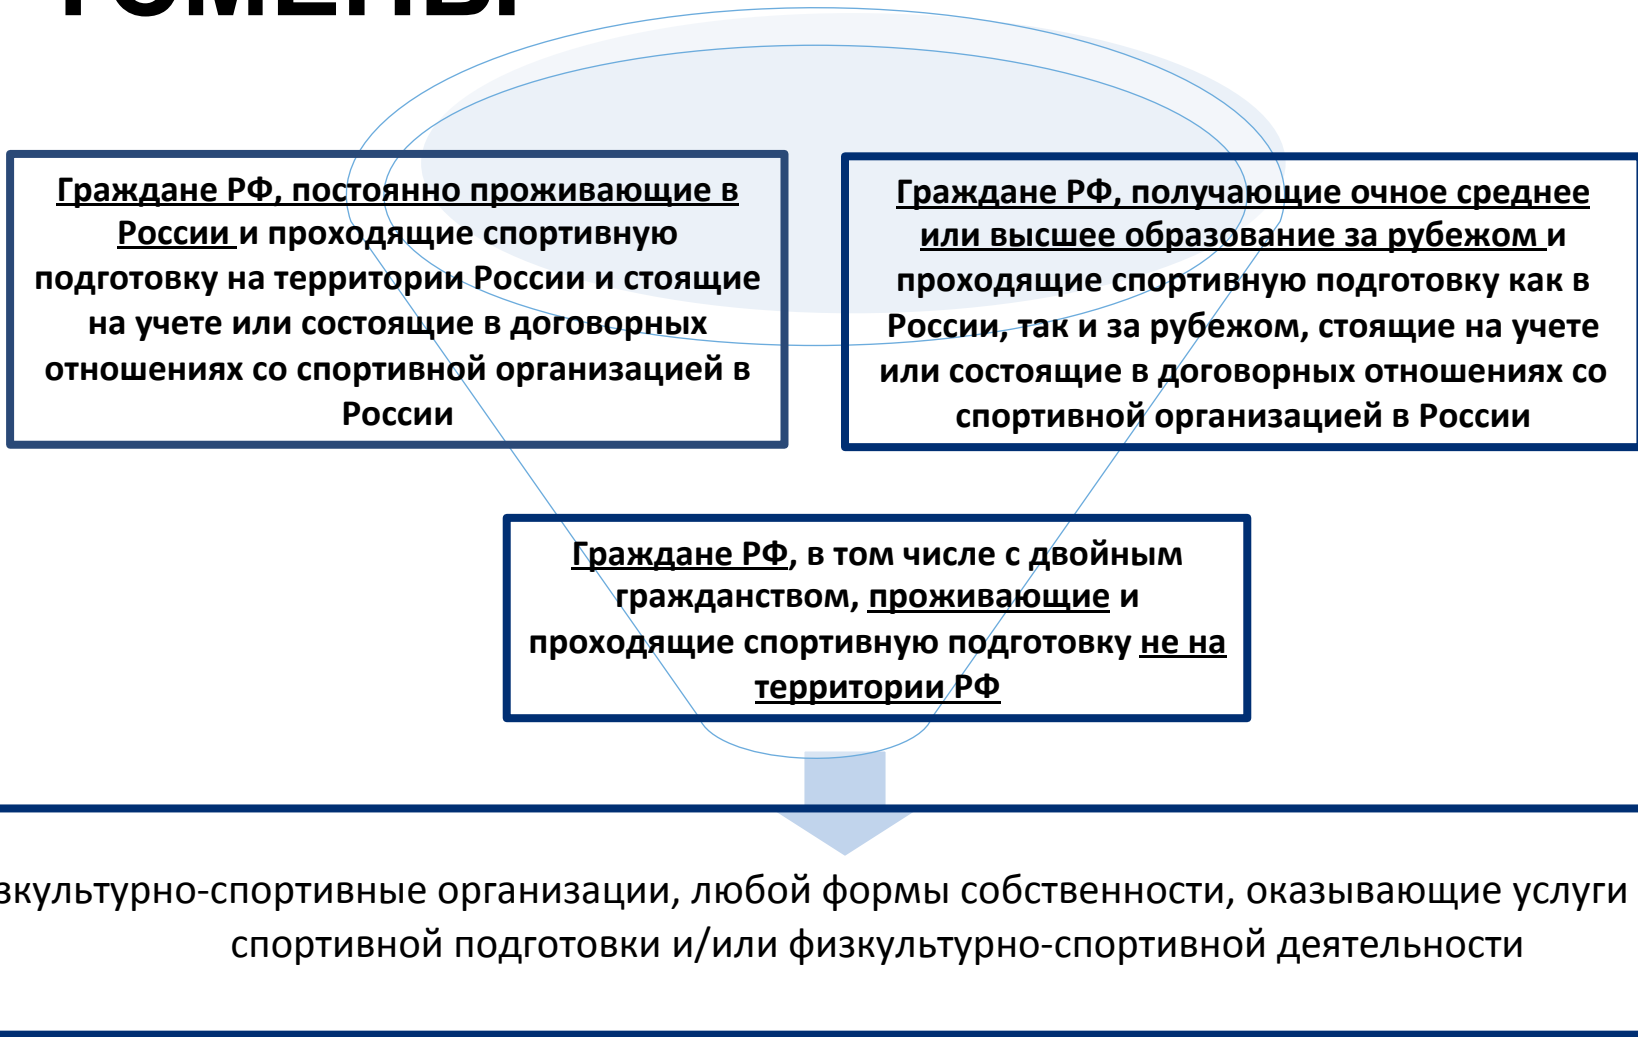 Граждане РФ, постоянно проживающие в
России и проходящие спортивную
подготовку на территории России и стоящие
на учете или состоящие в договорных
отношениях со спортивной организацией в
России
Граждане РФ, получающие очное среднее
или высшее образование за рубежом и
проходящие спортивную подготовку как в
России, так и за рубежом, стоящие на учете
или состоящие в договорных отношениях со
спортивной организацией в России
Граждане РФ, в том числе с двойным
гражданством, проживающие и
проходящие спортивную подготовку не на
территории РФ
зкультурно-спортивные организации, любой формы собственности, оказывающие услуги
спортивной подготовки и/или физкультурно-спортивной деятельности